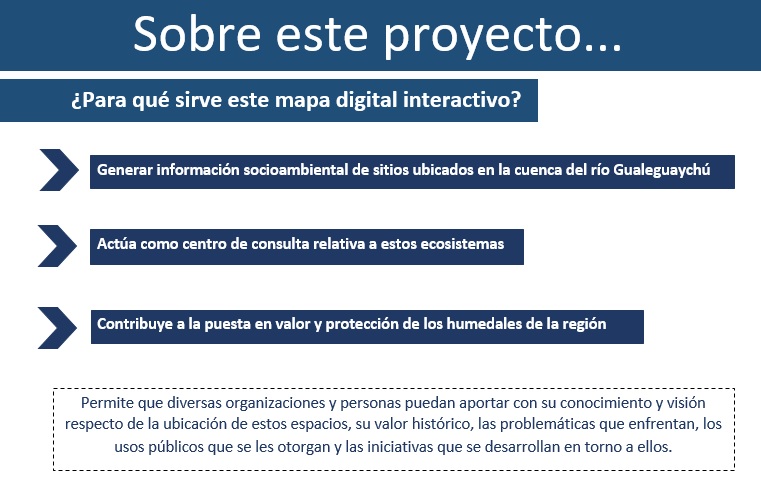 Sobre este proyecto...
¿Para qué sirve este mapa digital interactivo?
Generar información socioambiental de sitios ubicados en la cuenca del río Gualeguaychú
Actúa como centro de consulta relativa a estos ecosistemas
Contribuye a la puesta en valor y protección de los humedales de la región
Permite que diversas organizaciones y personas puedan aportar con su conocimiento y visión
respecto de la ubicación de estos espacios, su valor histórico, las problemáticas que enfrentan, los
usos públicos que se les otorgan y las iniciativas que se desarrollan en torno a ellos.